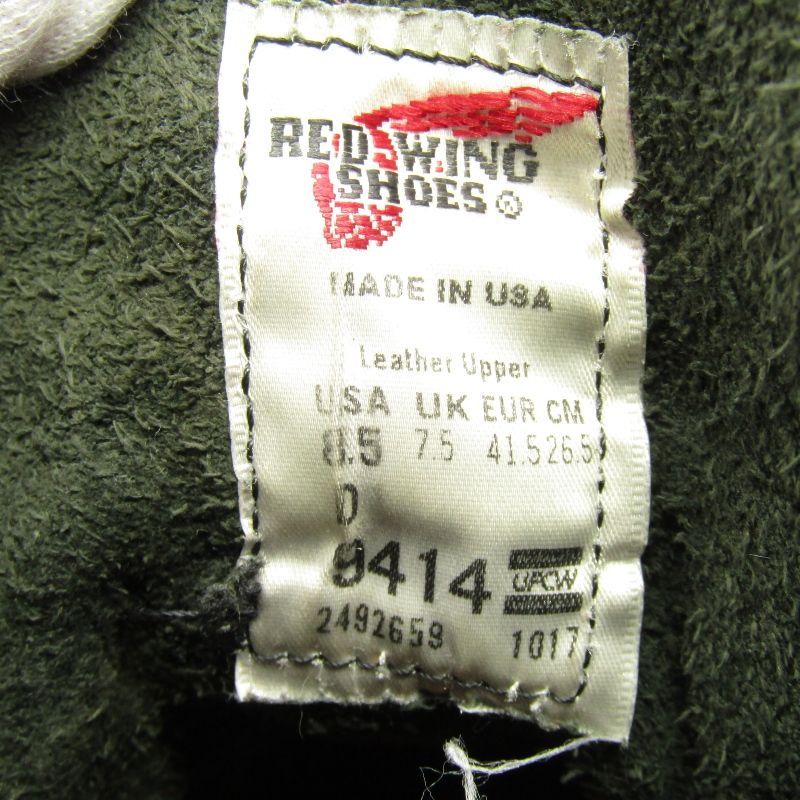 RED WING
SHOES ®
MADE IN USA
Leather Upper
USA UK EUR CM
8.5 7.5 41.5 26.5
D
9414 UFCW
2492659 1017